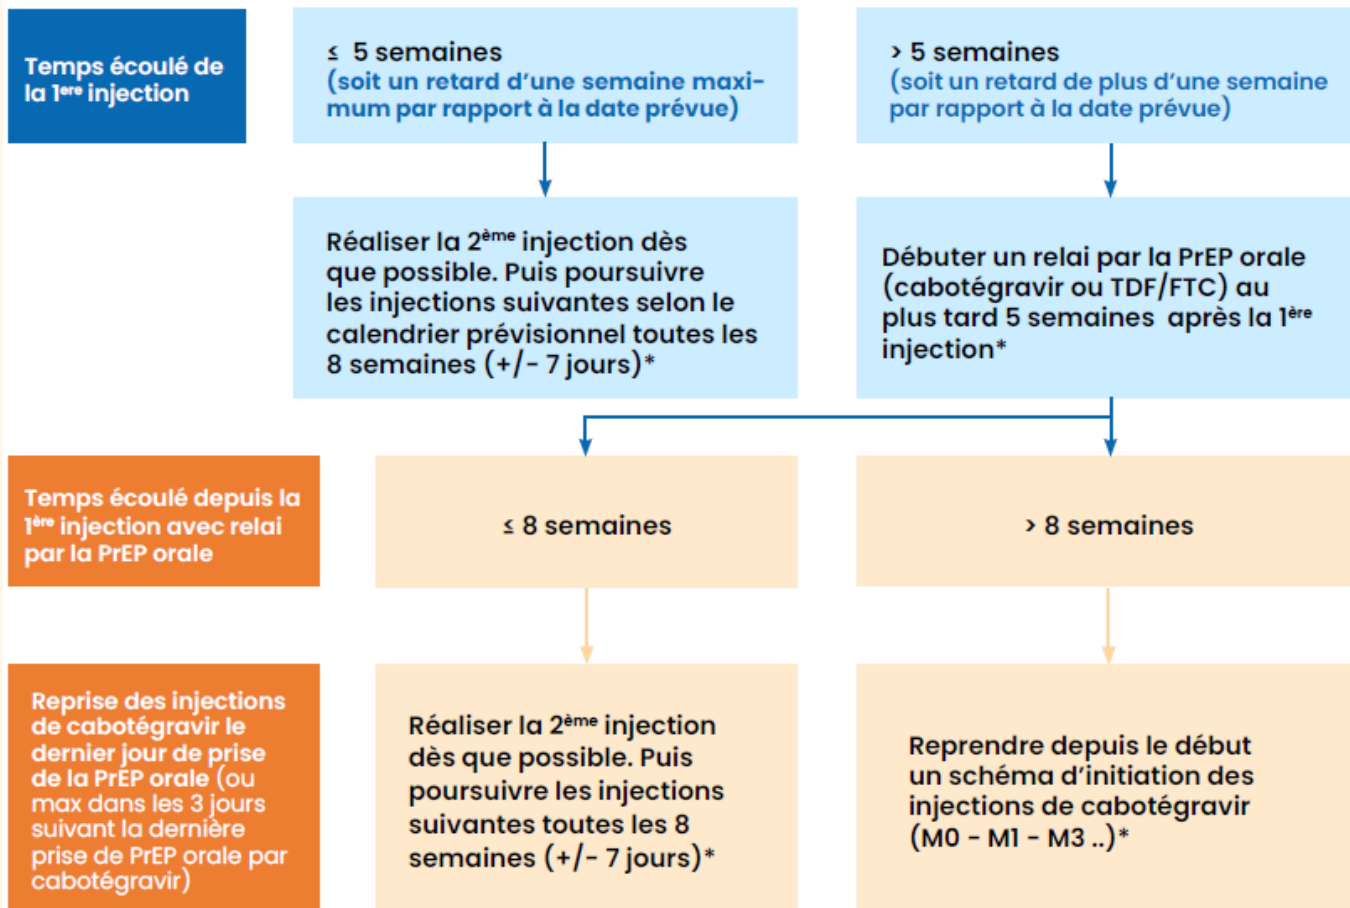 Temps écoulé de
la 1ere injection
≤ 5 semaines
(soit un retard d’une semaine maxi-
mum par rapport à la date prévue)
> 5 semaines
(soit un retard de plus d’une semaine
par rapport à la date prévue)
Réaliser la 2ème injection dès
que possible. Puis poursuivre
les injections suivantes selon le
calendrier prévisionnel toutes les
8 semaines (+/- 7 jours)*
Débuter un relai par la PrEP orale
(cabotégravir ou TDF/FTC) au
plus tard 5 semaines après la 1ère
injection*
Temps écoulé depuis la
1ère injection avec relai
par la PrEP orale
≤ 8 semaines
> 8 semaines
Reprise des injections
de cabotégravir le
dernier jour de prise
de la PrEP orale (ou
max dans les 3 jours
suivant la dernière
prise de PrEP orale par
cabotégravir)
Réaliser la 2ème injection
dès que possible. Puis
poursuivre les injections
suivantes toutes les 8
semaines (+/- 7 jours)*
Reprendre depuis le début
un schéma d’initiation des
injections de cabotégravir
(M0 - M1 - M3 ..)*